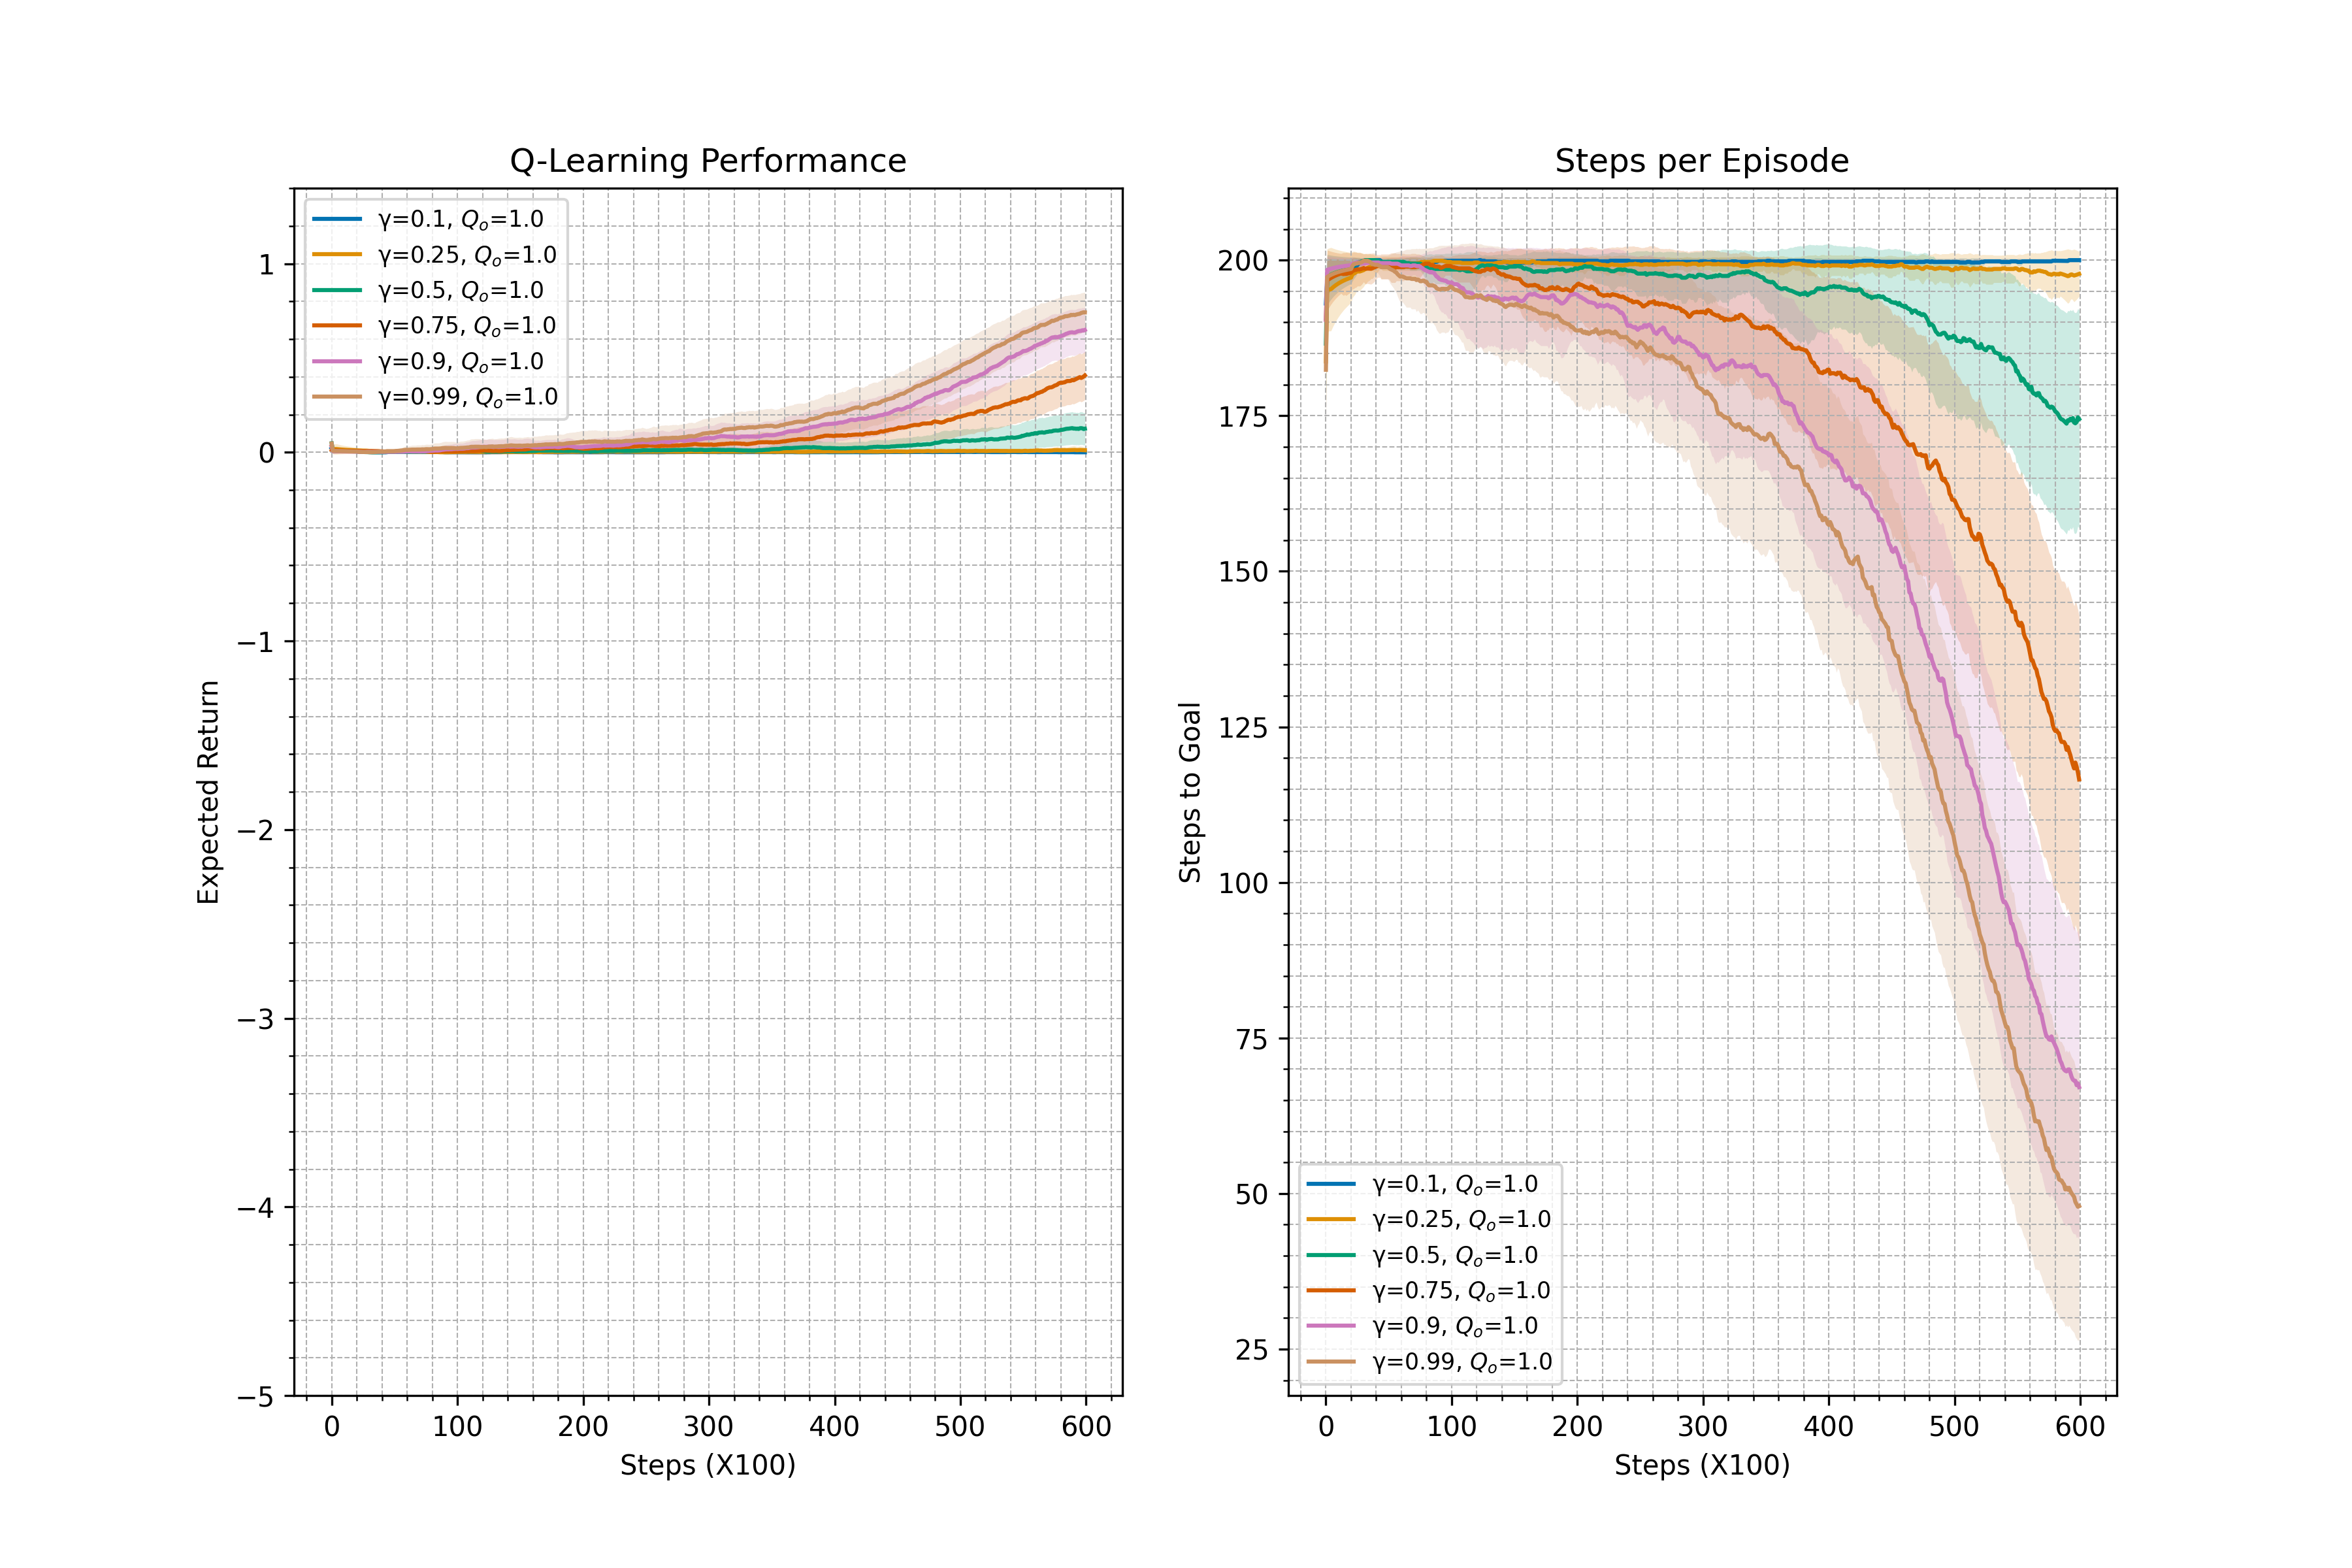 Q-Learning Performance
γ=0.1, Qₒ=1.0
γ=0.25, Qₒ=1.0
γ=0.5, Qₒ=1.0
γ=0.75, Qₒ=1.0
γ=0.9, Qₒ=1.0
γ=0.99, Qₒ=1.0
1
0
−1
−2
−3
−4
−5
Expected Return
0 100 200 300 400 500 600
Steps (X100)
Steps per Episode
200
175
150
125
100
75
50
25
Steps to Goal
γ=0.1, Qₒ=1.0
γ=0.25, Qₒ=1.0
γ=0.5, Qₒ=1.0
γ=0.75, Qₒ=1.0
γ=0.9, Qₒ=1.0
γ=0.99, Qₒ=1.0
0 100 200 300 400 500 600
Steps (X100)